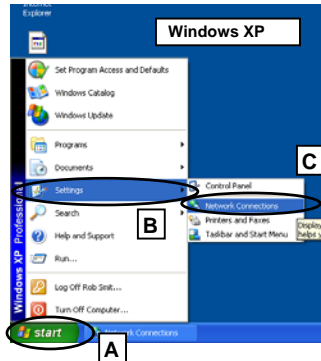 Explorer
Windows XP
Set Program Access and Defaults
Windows Catalog
Windows Update
Programs
Documents
Settings
Search
Help and Support
Run...
Log Off Rob Smit...
Turn Off Computer...
Windows XP Professional
C
Control Panel
Network Connections
Printers and Faxes
Taskbar and Start Menu
Display
helps y
B
start
Network Connections
A